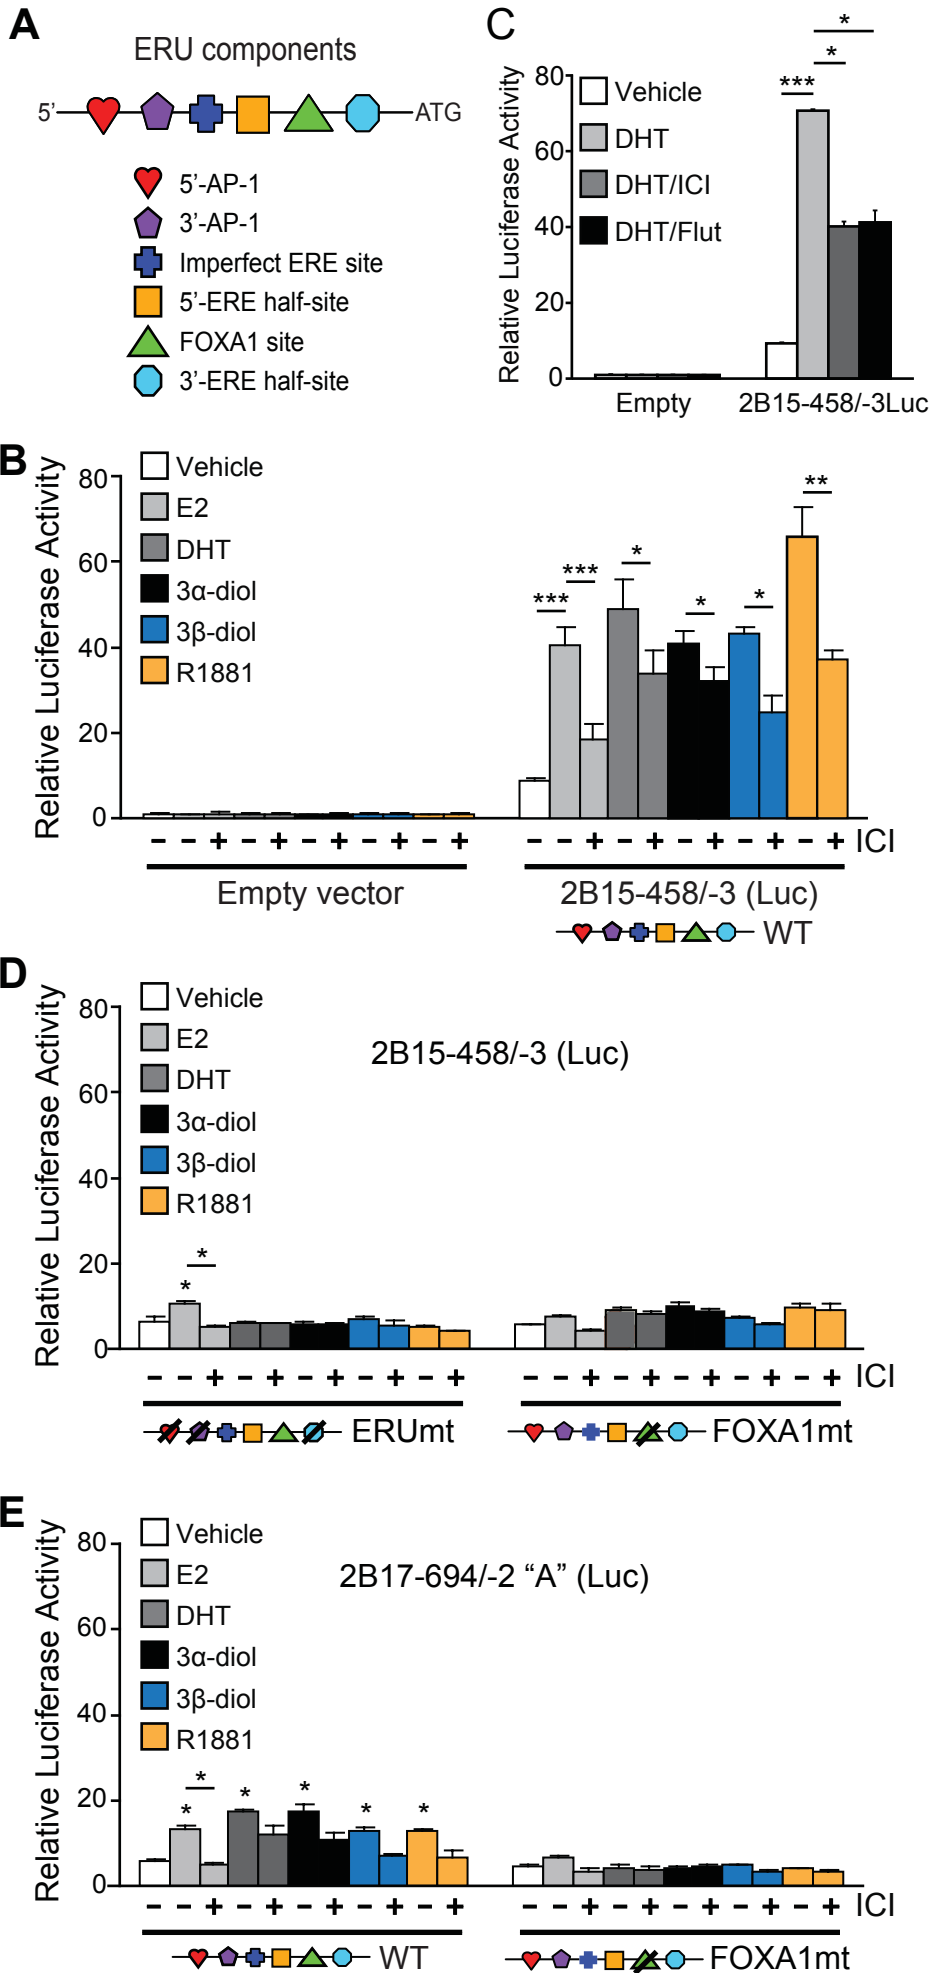 A
ERU components
5'
ATG
5'-AP-1
3'-AP-1
Imperfect ERE site
5'-ERE half-site
FOXA1 site
3'-ERE half-site
C
Relative Luciferase Activity
80
60
40
20
0
Vehicle
DHT
DHT/ICI
DHT/Flut
*
*
***
Empty
2B15-458/-3Luc
B
Relative Luciferase Activity
80
60
40
20
0
Vehicle
E2
DHT
3α-diol
3β-diol
R1881
***
***
*
*
*
**
− − + − + − + − + − + − − + − + − + − + − + ICI
Empty vector
2B15-458/-3 (Luc)
WT
D
Relative Luciferase Activity
80
60
40
20
0
Vehicle
E2
DHT
3α-diol
3β-diol
R1881
2B15-458/-3 (Luc)
*
*
− − + − + − + − + − + − − + − + − + − + − + ICI
ERUmt
FOXA1mt
E
Relative Luciferase Activity
80
60
40
20
0
Vehicle
E2
DHT
3α-diol
3β-diol
R1881
2B17-694/-2 “A” (Luc)
*
*
*
*
*
*
− − + − + − + − + − + − − + − + − + − + − + ICI
WT
FOXA1mt